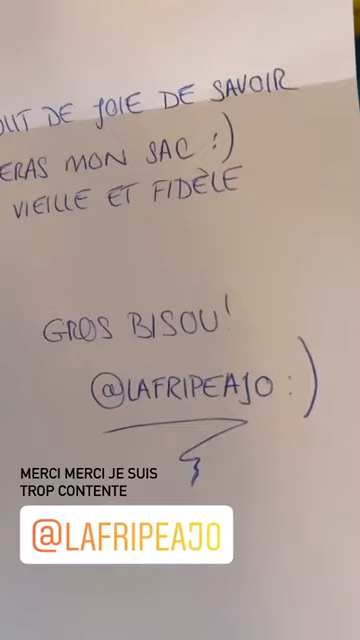 OUT DE JOIE DE SAVOIR
ERAS MON SAC :)
VIEILLE ET FIDÈLE
GROS BISOU!
@LAFRIPEAJO :)
MERCI MERCI JE SUIS
TROP CONTENTE
@LAFRIPEAJO